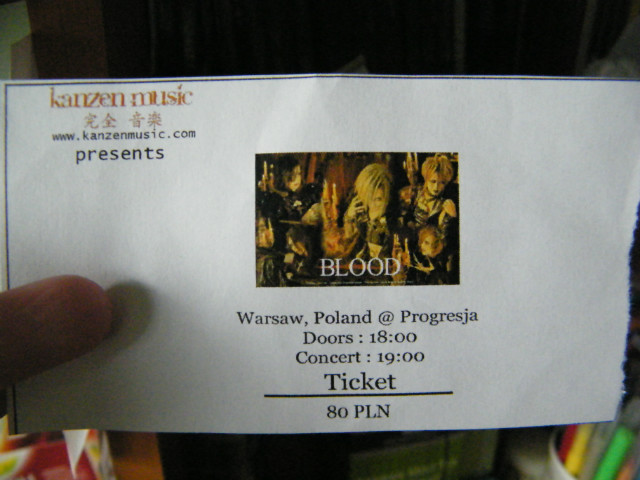 kanzen music
完全 音楽
www.kanzenmusic.com
presents
BLOOD
Warsaw, Poland @ Progresja
Doors : 18:00
Concert : 19:00
Ticket
80 PLN